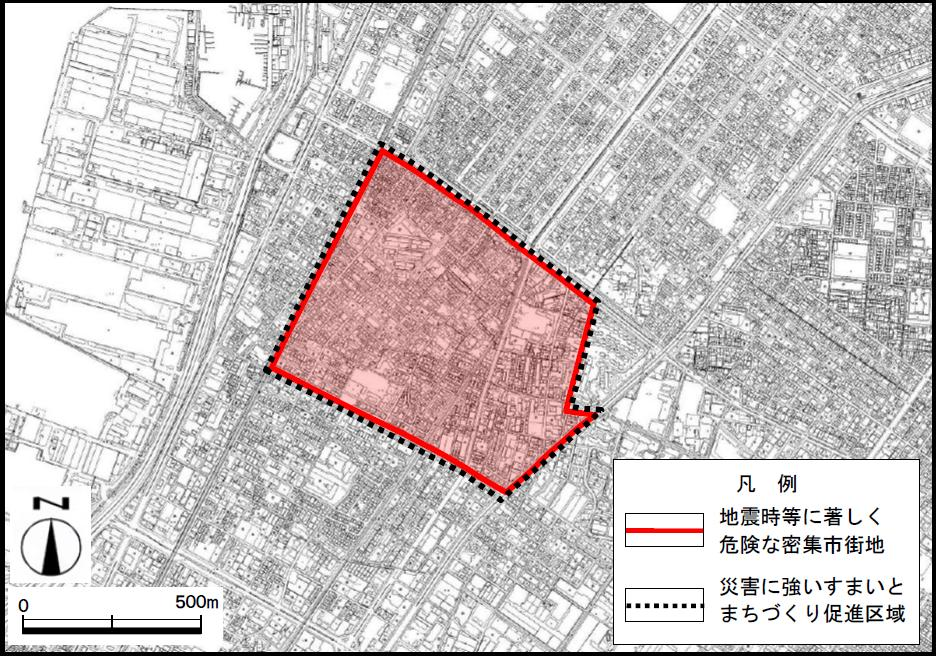 凡 例
地震時等に著しく
危険な密集市街地
災害に強いすまいと
まちづくり促進区域
N
0 500m